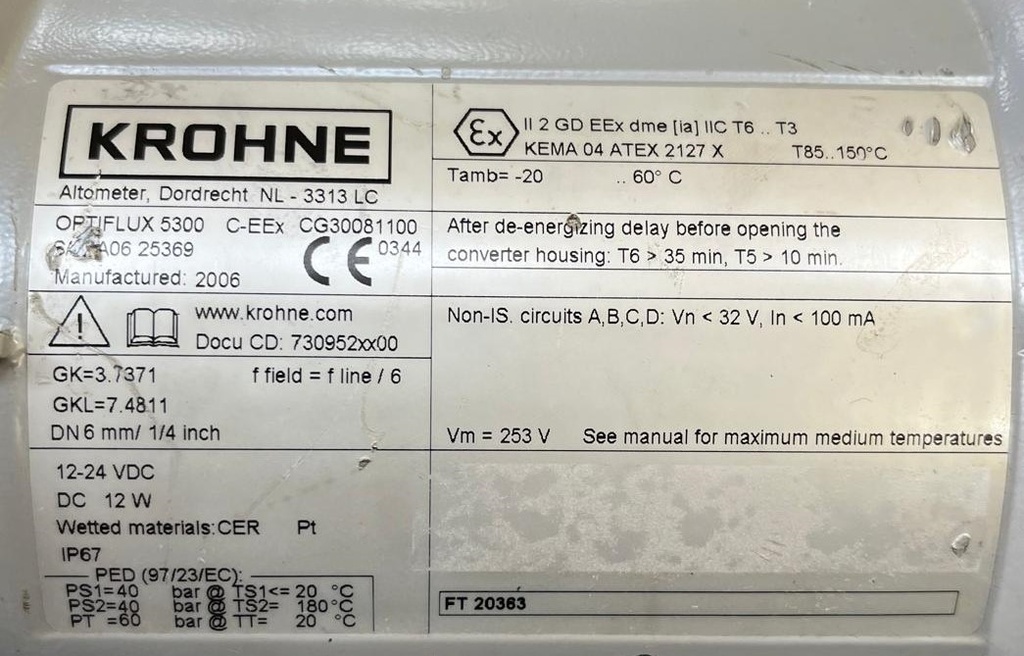 KROHNE
Altometer, Dordrecht NL - 3313 LC
OPTIFLUX 5300 C-EEx CG30081100
A06 25369
CE 0344
Manufactured: 2006
www.krohne.com
Docu CD: 730952xx00
GK=3.7371 f field = f line / 6
GKL=7.4811
DN 6 mm/ 1/4 inch
12-24 VDC
DC 12 W
Wetted materials: CER Pt
IP67
PED (97/23/EC):
PS1=40 bar @ TS1<= 20 °C
PS2=40 bar @ TS2= 180 °C
PT =60 bar @ TT= 20 °C
Ex
II 2 GD EEx dme [ia] IIC T6 .. T3
KEMA 04 ATEX 2127 X T85..150°C
Tamb= -20 .. 60° C
After de-energizing delay before opening the
converter housing: T6 > 35 min, T5 > 10 min.
Non-IS. circuits A,B,C,D: Vn < 32 V, In < 100 mA
Vm = 253 V See manual for maximum medium temperatures
FT 20363